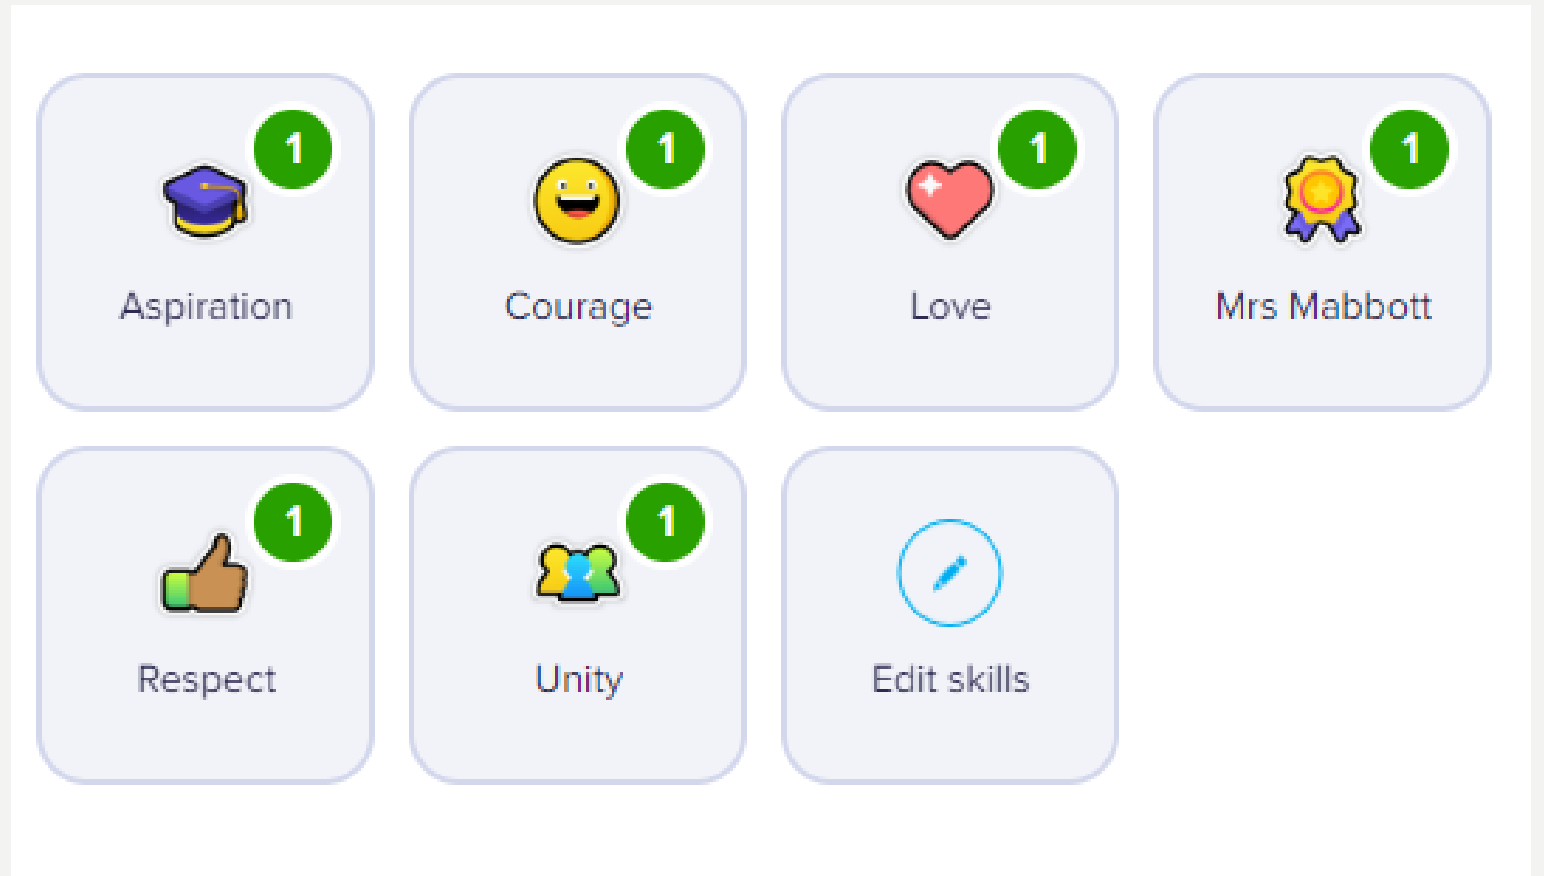 1
1
1
1
Aspiration
Courage
Love
Mrs Mabbott
1
1
Respect
Unity
Edit skills